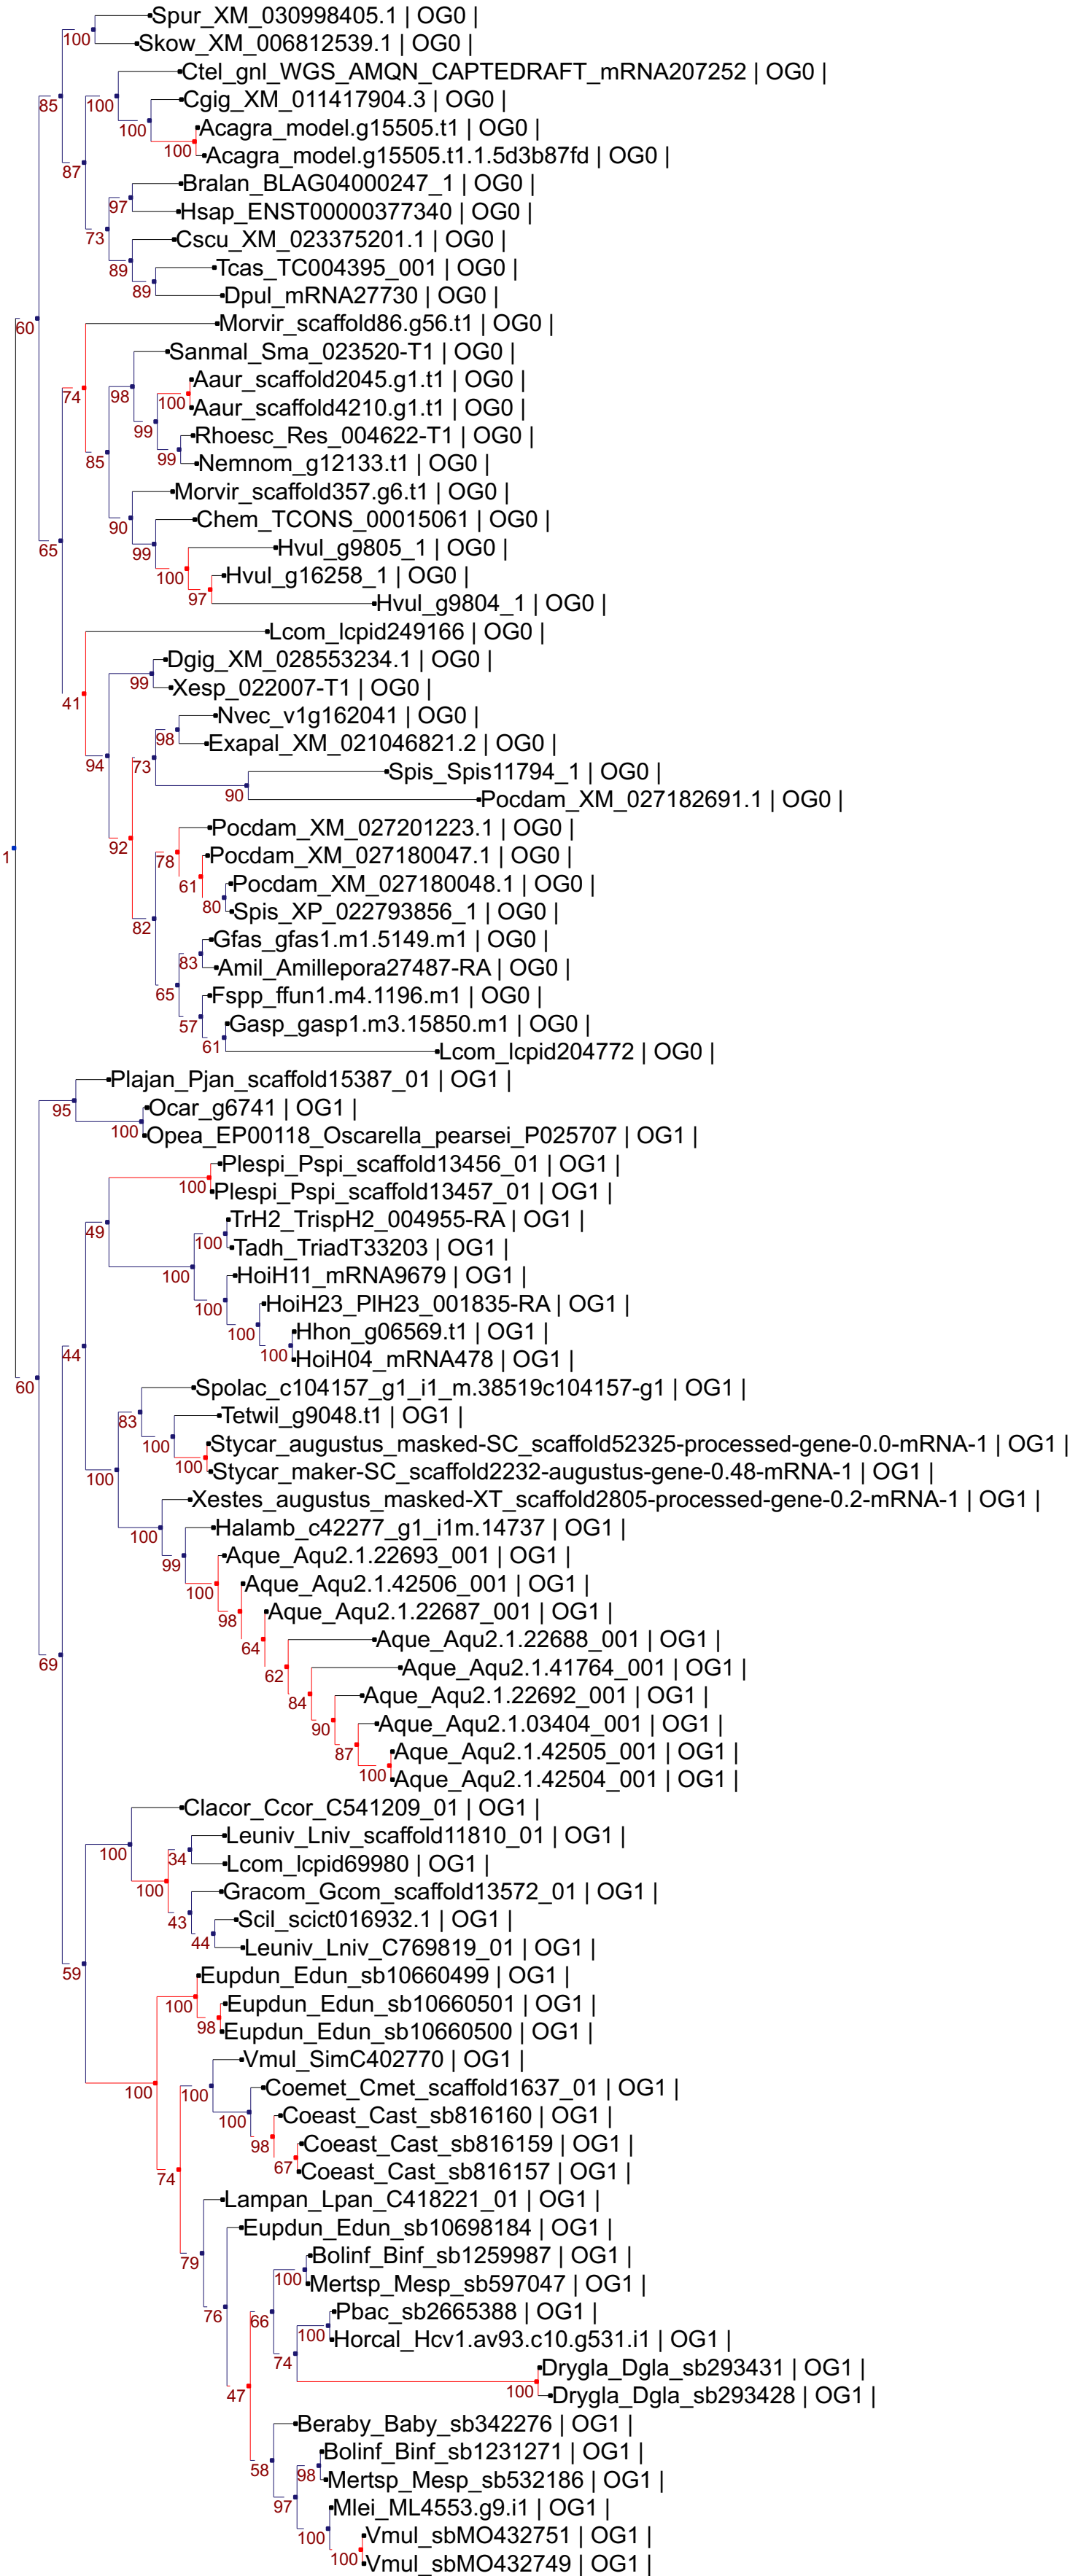 Spur_XM_030998405.1 | OG0 |
100
Skow_XM_006812539.1 | OG0 |
Ctel_gnl_WGS_AMQN_CAPTEDRAFT_mRNA207252 | OG0 |
85
100
Cgig_XM_011417904.3 | OG0 |
100
Acagra_model.g15505.t1 | OG0 |
100
Acagra_model.g15505.t1.1.5d3b87fd | OG0 |
87
Bralan_BLAG04000247_1 | OG0 |
97
Hsap_ENST00000377340 | OG0 |
73
Cscu_XM_023375201.1 | OG0 |
89
Tcas_TC004395_001 | OG0 |
89
Dpul_mRNA27730 | OG0 |
60
Morvir_scaffold86.g56.t1 | OG0 |
Sanmal_Sma_023520-T1 | OG0 |
74
98
Aaur_scaffold2045.g1.t1 | OG0 |
100
Aaur_scaffold4210.g1.t1 | OG0 |
99
Rhoesc_Res_004622-T1 | OG0 |
85
99
Nemnom_g12133.t1 | OG0 |
Morvir_scaffold357.g6.t1 | OG0 |
90
Chem_TCONS_00015061 | OG0 |
65
99
Hvul_g9805_1 | OG0 |
100
Hvul_g16258_1 | OG0 |
97
Hvul_g9804_1 | OG0 |
Lcom_lcpid249166 | OG0 |
Dgig_XM_028553234.1 | OG0 |
99
Xesp_022007-T1 | OG0 |
41
Nvec_v1g162041 | OG0 |
98
Exapal_XM_021046821.2 | OG0 |
94
73
Spis_Spis11794_1 | OG0 |
90
Pocdam_XM_027182691.1 | OG0 |
Pocdam_XM_027201223.1 | OG0 |
92
78
Pocdam_XM_027180047.1 | OG0 |
1
61
Pocdam_XM_027180048.1 | OG0 |
80
Spis_XP_022793856_1 | OG0 |
82
Gfas_gfas1.m1.5149.m1 | OG0 |
83
Amil_Amillepora27487-RA | OG0 |
65
Fspp_ffun1.m4.1196.m1 | OG0 |
57
Gasp_gasp1.m3.15850.m1 | OG0 |
61
Lcom_lcpid204772 | OG0 |
Plajan_Pjan_scaffold15387_01 | OG1 |
95
Ocar_g6741 | OG1 |
100
Opea_EP00118_Oscarella_pearsei_P025707 | OG1 |
Plespi_Pspi_scaffold13456_01 | OG1 |
100
Plespi_Pspi_scaffold13457_01 | OG1 |
49
TrH2_TrispH2_004955-RA | OG1 |
100
Tadh_TriadT33203 | OG1 |
100
HoiH11_mRNA9679 | OG1 |
100
HoiH23_PlH23_001835-RA | OG1 |
100
Hhon_g06569.t1 | OG1 |
44
100
HoiH04_mRNA478 | OG1 |
60
Spolac_c104157_g1_i1_m.38519c104157-g1 | OG1 |
83
Tetwil_g9048.t1 | OG1 |
100
Stycar_augustus_masked-SC_scaffold52325-processed-gene-0.0-mRNA-1 | OG1 |
100
Stycar_maker-SC_scaffold2232-augustus-gene-0.48-mRNA-1 | OG1 |
100
Xestes_augustus_masked-XT_scaffold2805-processed-gene-0.2-mRNA-1 | OG1 |
100
Halamb_c42277_g1_i1m.14737 | OG1 |
99
Aque_Aqu2.1.22693_001 | OG1 |
100
Aque_Aqu2.1.42506_001 | OG1 |
98
Aque_Aqu2.1.22687_001 | OG1 |
64
Aque_Aqu2.1.22688_001 | OG1 |
69
62
Aque_Aqu2.1.41764_001 | OG1 |
84
Aque_Aqu2.1.22692_001 | OG1 |
90
Aque_Aqu2.1.03404_001 | OG1 |
87
Aque_Aqu2.1.42505_001 | OG1 |
100
Aque_Aqu2.1.42504_001 | OG1 |
Clacor_Ccor_C541209_01 | OG1 |
100
Leuniv_Lniv_scaffold11810_01 | OG1 |
34
Lcom_lcpid69980 | OG1 |
100
Gracom_Gcom_scaffold13572_01 | OG1 |
43
Scil_scict016932.1 | OG1 |
44
Leuniv_Lniv_C769819_01 | OG1 |
59
Eupdun_Edun_sb10660499 | OG1 |
100
Eupdun_Edun_sb10660501 | OG1 |
98
Eupdun_Edun_sb10660500 | OG1 |
Vmul_SimC402770 | OG1 |
100
100
Coemet_Cmet_scaffold1637_01 | OG1 |
100
Coeast_Cast_sb816160 | OG1 |
98
Coeast_Cast_sb816159 | OG1 |
74
67
Coeast_Cast_sb816157 | OG1 |
Lampan_Lpan_C418221_01 | OG1 |
Eupdun_Edun_sb10698184 | OG1 |
79
Bolinf_Binf_sb1259987 | OG1 |
100
Mertsp_Mesp_sb597047 | OG1 |
76
66
Pbac_sb2665388 | OG1 |
100
Horcal_Hcv1.av93.c10.g531.i1 | OG1 |
74
Drygla_Dgla_sb293431 | OG1 |
47
100
Drygla_Dgla_sb293428 | OG1 |
Beraby_Baby_sb342276 | OG1 |
58
Bolinf_Binf_sb1231271 | OG1 |
98
Mertsp_Mesp_sb532186 | OG1 |
97
Mlei_ML4553.g9.i1 | OG1 |
100
Vmul_sbMO432751 | OG1 |
100
Vmul_sbMO432749 | OG1 |